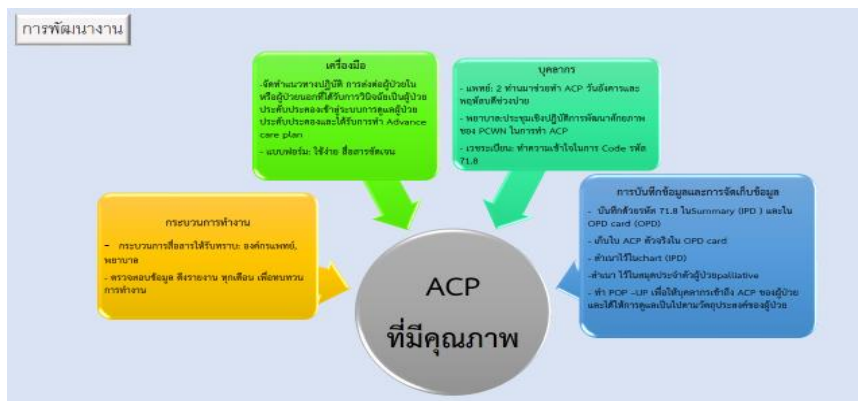 การพัฒนางาน
เครื่องมือ
-จัดทำแนวทางปฏิบัติ การส่งต่อผู้ป่วยใน
หรือผู้ป่วยนอกที่ได้รับการวินิจฉัยเป็นผู้ป่วย
ประคับประคองเข้าสู่ระบบการดูแลผู้ป่วย
ประคับประคองและได้รับการทำ Advance
care plan
- แบบฟอร์ม: ใช้ง่าย สื่อสารชัดเจน
บุคลากร
- แพทย์: 2 ท่านมาช่วยทำ ACP วันอังคารและ
พฤหัสบดีช่วงบ่าย
- พยาบาล:ประชุมเชิงปฏิบัติการพัฒนาศักยภาพ
ของ PCWN ในการทำ ACP
- เวชระเบียน: ทำความเข้าใจในการ Code รหัส
71.8
กระบวนการทำงาน
- กระบวนการสื่อสารให้รับทราบ: องค์กรแพทย์,
พยาบาล
- ตรวจสอบข้อมูล ดึงรายงาน ทุกเดือน เพื่อทบทวน
การทำงาน
การบันทึกข้อมูลและการจัดเก็บข้อมูล
- บันทึกด้วยรหัส 71.8 ในSummary (IPD ) และใน
OPD card (OPD)
- เก็บใบ ACP ตัวจริงใน OPD card
- สำเนาไว้ในchart (IPD)
-สำเนา ไว้ในสมุดประจำตัวผู้ป่วยpalliative
- ทำ POP –UP เพื่อให้บุคลากรเข้าถึง ACP ของผู้ป่วย
และได้ให้การดูแลเป็นไปตามวัตถุประสงค์ของผู้ป่วย
ACP
ที่มีคุณภาพ